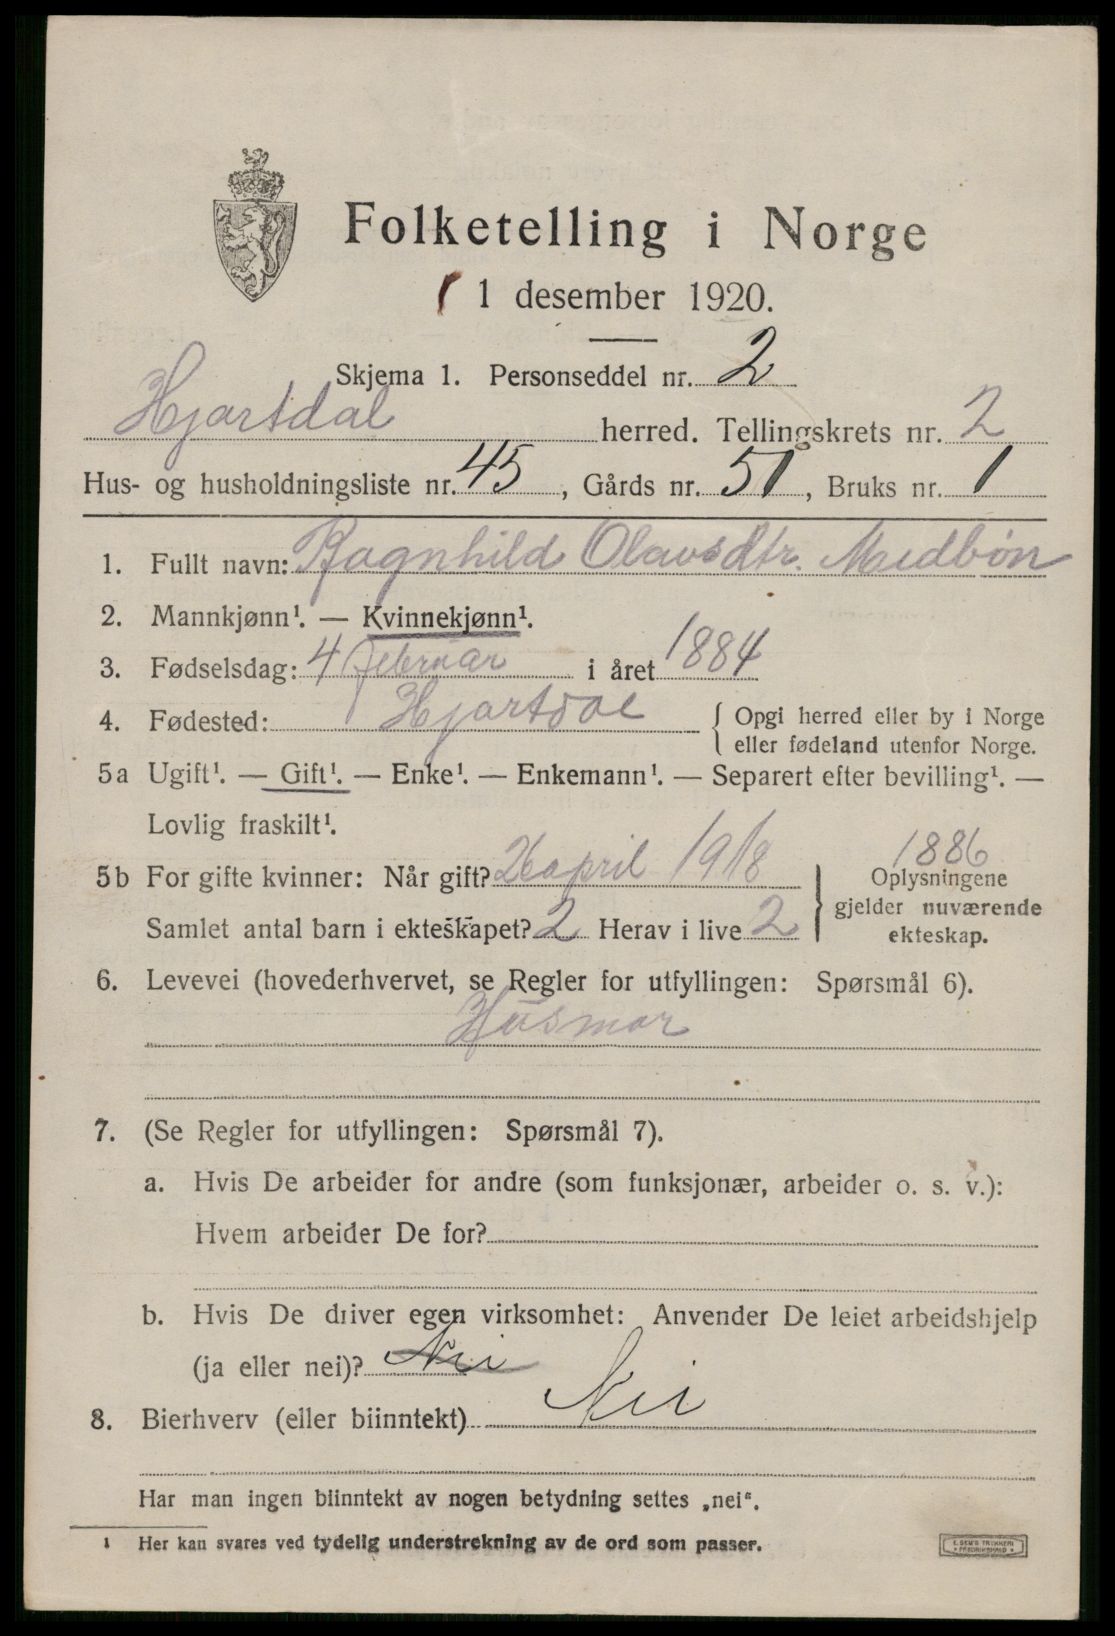 Folketelling i Norge
1 desember 1920.
Skjema 1. Personseddel nr. 2
Hjartdal herred. Tellingskrets nr. 2
Hus- og husholdningsliste nr. 45, Gårds nr. 51, Bruks nr. 1
1. Fullt navn: Ragnhild Olavsdtr. Medbøn
2. Mannkjønn¹. — Kvinnekjønn¹.
3. Fødselsdag: 4 februar i året 1884
4. Fødested: Hjartdal { Opgi herred eller by i Norge
eller fødeland utenfor Norge.
5a Ugift¹. — Gift¹. — Enke¹. — Enkemann¹. — Separert efter bevilling¹. —
Lovlig fraskilt¹.
1886
5b For gifte kvinner: Når gift? 26 april 1918 } Oplysningene
gjelder nuværende
Samlet antal barn i ekteskapet? 2 Herav i live 2
ekteskap.
6. Levevei (hovederhvervet, se Regler for utfyllingen: Spørsmål 6).
Husmor
7. (Se Regler for utfyllingen: Spørsmål 7).
a. Hvis De arbeider for andre (som funksjonær, arbeider o. s. v.):
Hvem arbeider De for?
b. Hvis De driver egen virksomhet: Anvender De leiet arbeidshjelp
(ja eller nei)? Nei
8. Bierhverv (eller biinntekt) Nei
Har man ingen biinntekt av nogen betydning settes „nei“.
¹ Her kan svares ved tydelig understrekning av de ord som passer.
E. SEM'S TRYKKERI
FREDRIKSHALD